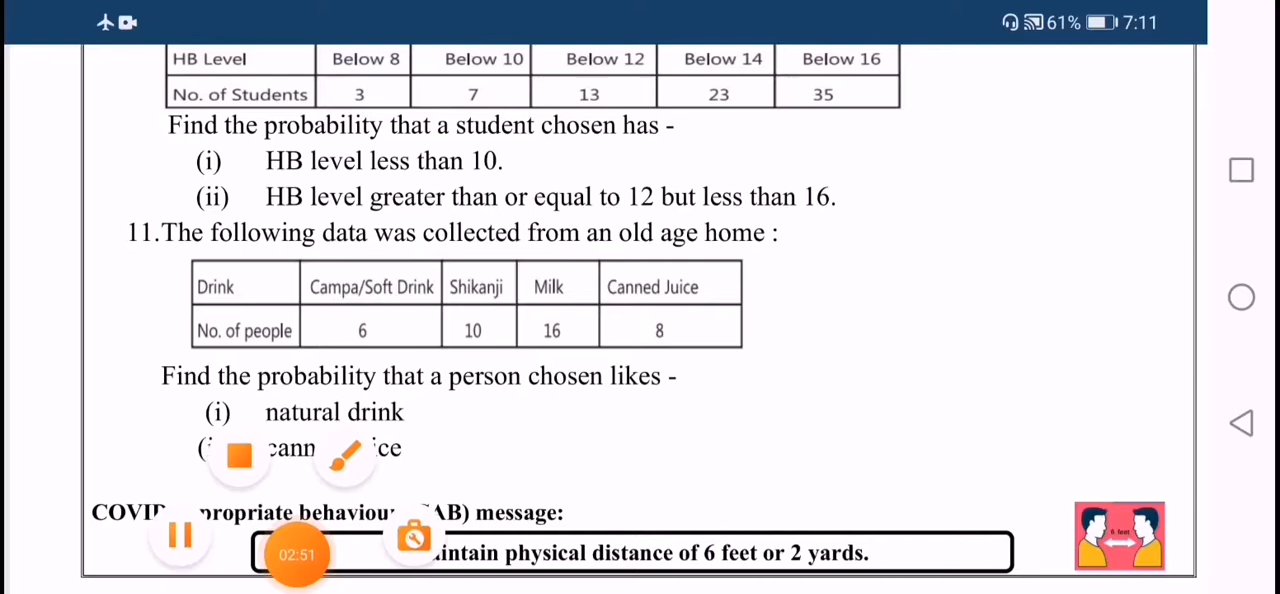 61% 7:11
HB Level Below 8 Below 10 Below 12 Below 14 Below 16
No. of Students 3 7 13 23 35
Find the probability that a student chosen has -
(i) HB level less than 10.
(ii) HB level greater than or equal to 12 but less than 16.
11.The following data was collected from an old age home :
Drink Campa/Soft Drink Shikanji Milk Canned Juice
No. of people 6 10 16 8
Find the probability that a person chosen likes -
(i) natural drink
COVID behaviour message:
physical distance of 6 feet or 2 yards.
6 feet
02:51